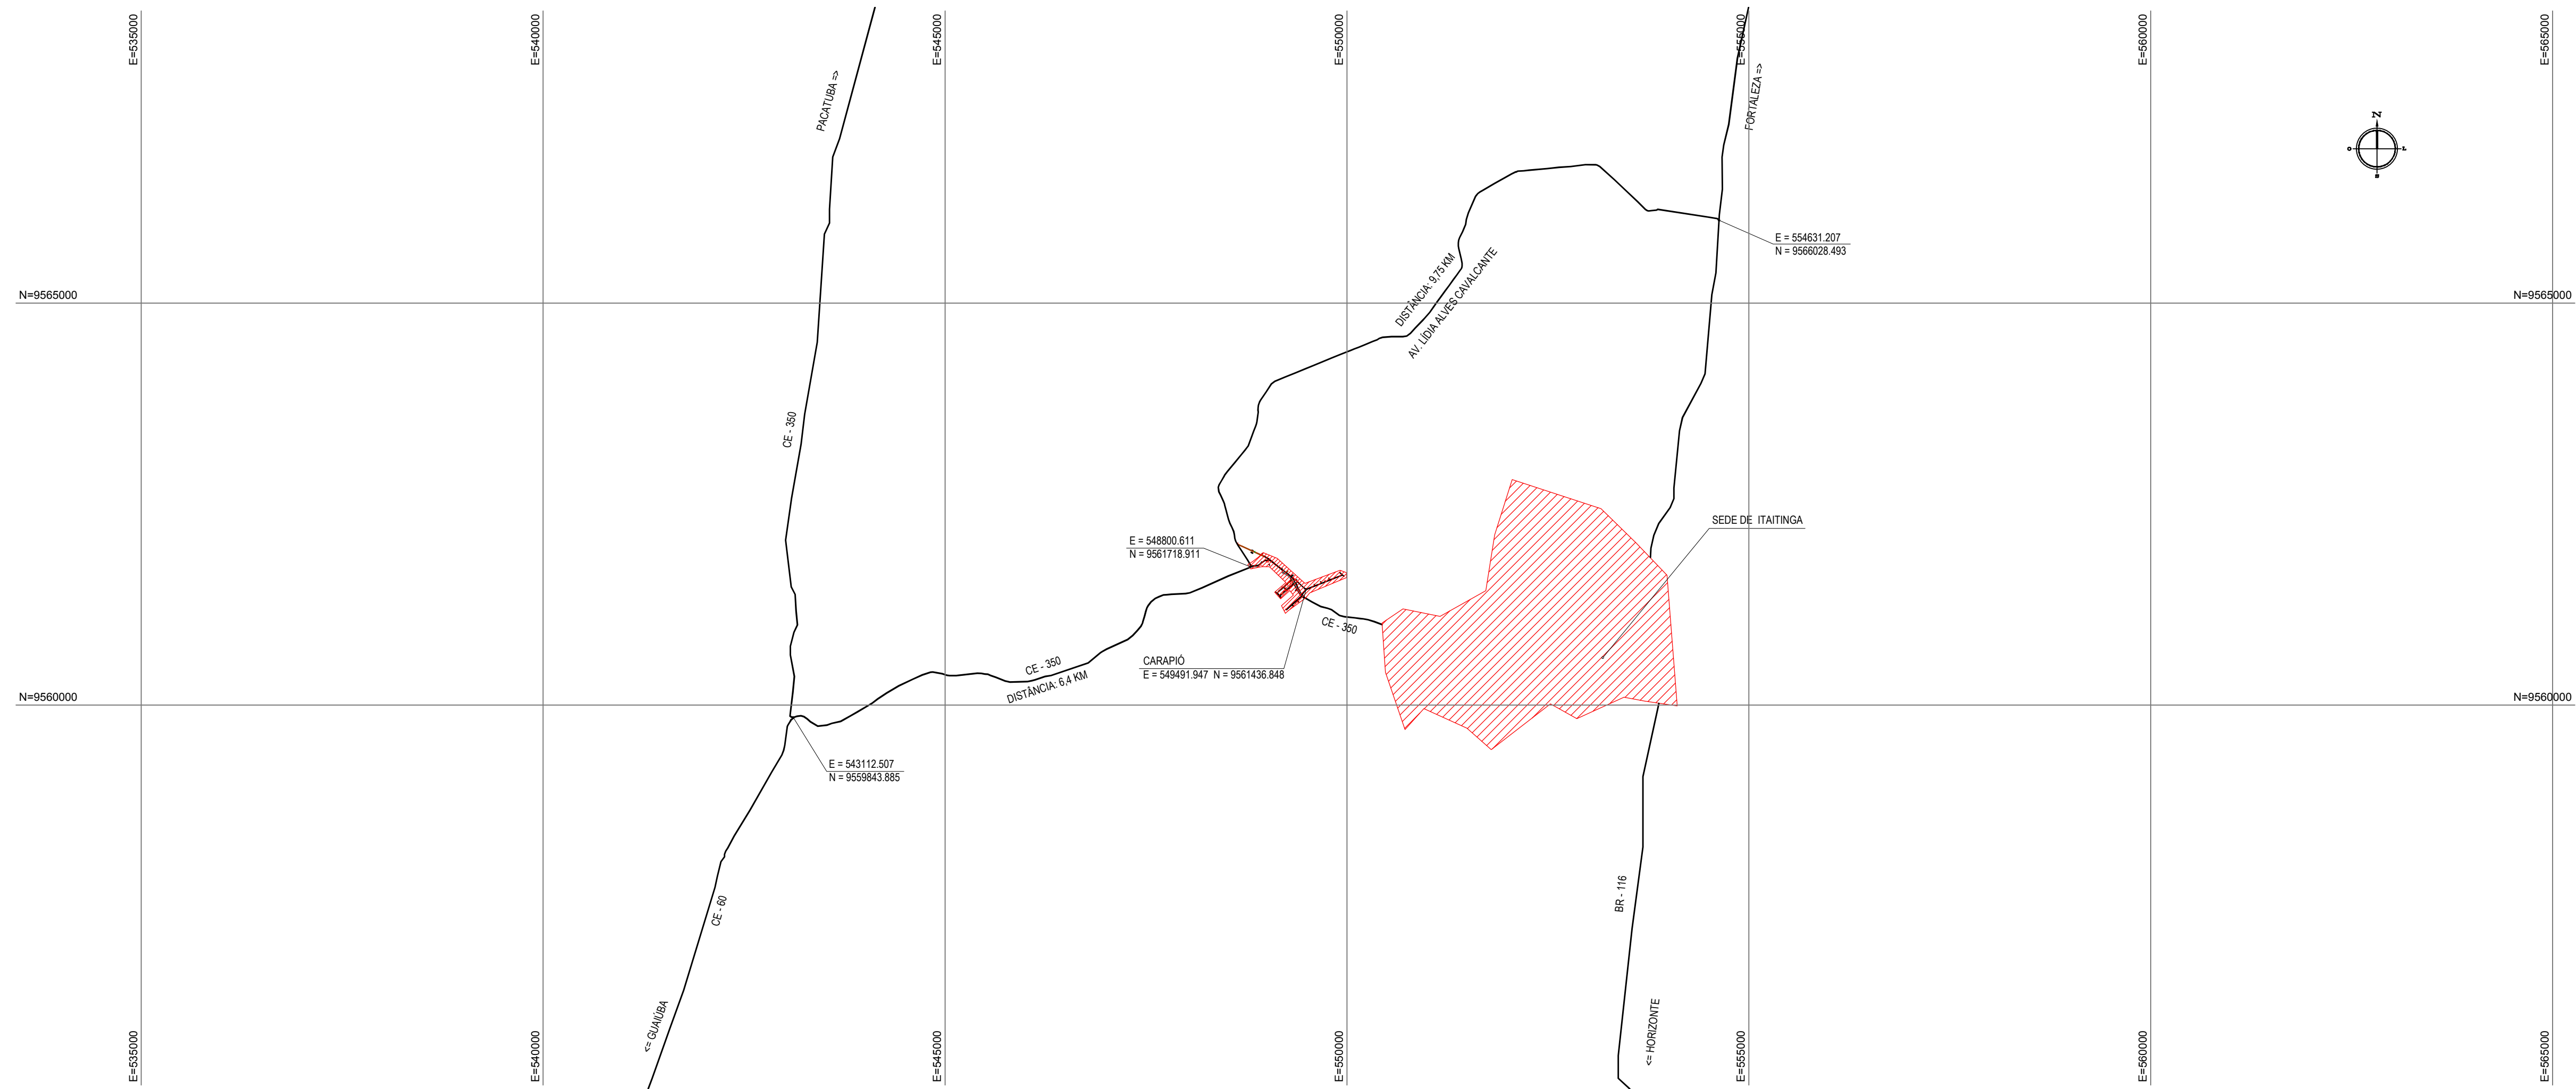 E=535000
E=540000
E=545000
E=550000
E=555000
E=560000
E=565000
PACATUBA =>
FORTALEZA =>
N
O
L
S
E = 554631.207
N = 9566028.493
DISTÂNCIA: 9,75 KM
AV. LÍDIA ALVES CAVALCANTE
N=9565000
N=9565000
CE - 350
SEDE DE ITAITINGA
E = 548800.611
N = 9561718.911
CE - 350
CARAPIÓ
E = 549491.947 N = 9561436.848
CE - 350
DISTÂNCIA: 6,4 KM
N=9560000
N=9560000
E = 543112.507
N = 9559843.885
CE - 60
BR - 116
<= GUAIÚBA
<= HORIZONTE
E=535000
E=540000
E=545000
E=550000
E=555000
E=560000
E=565000